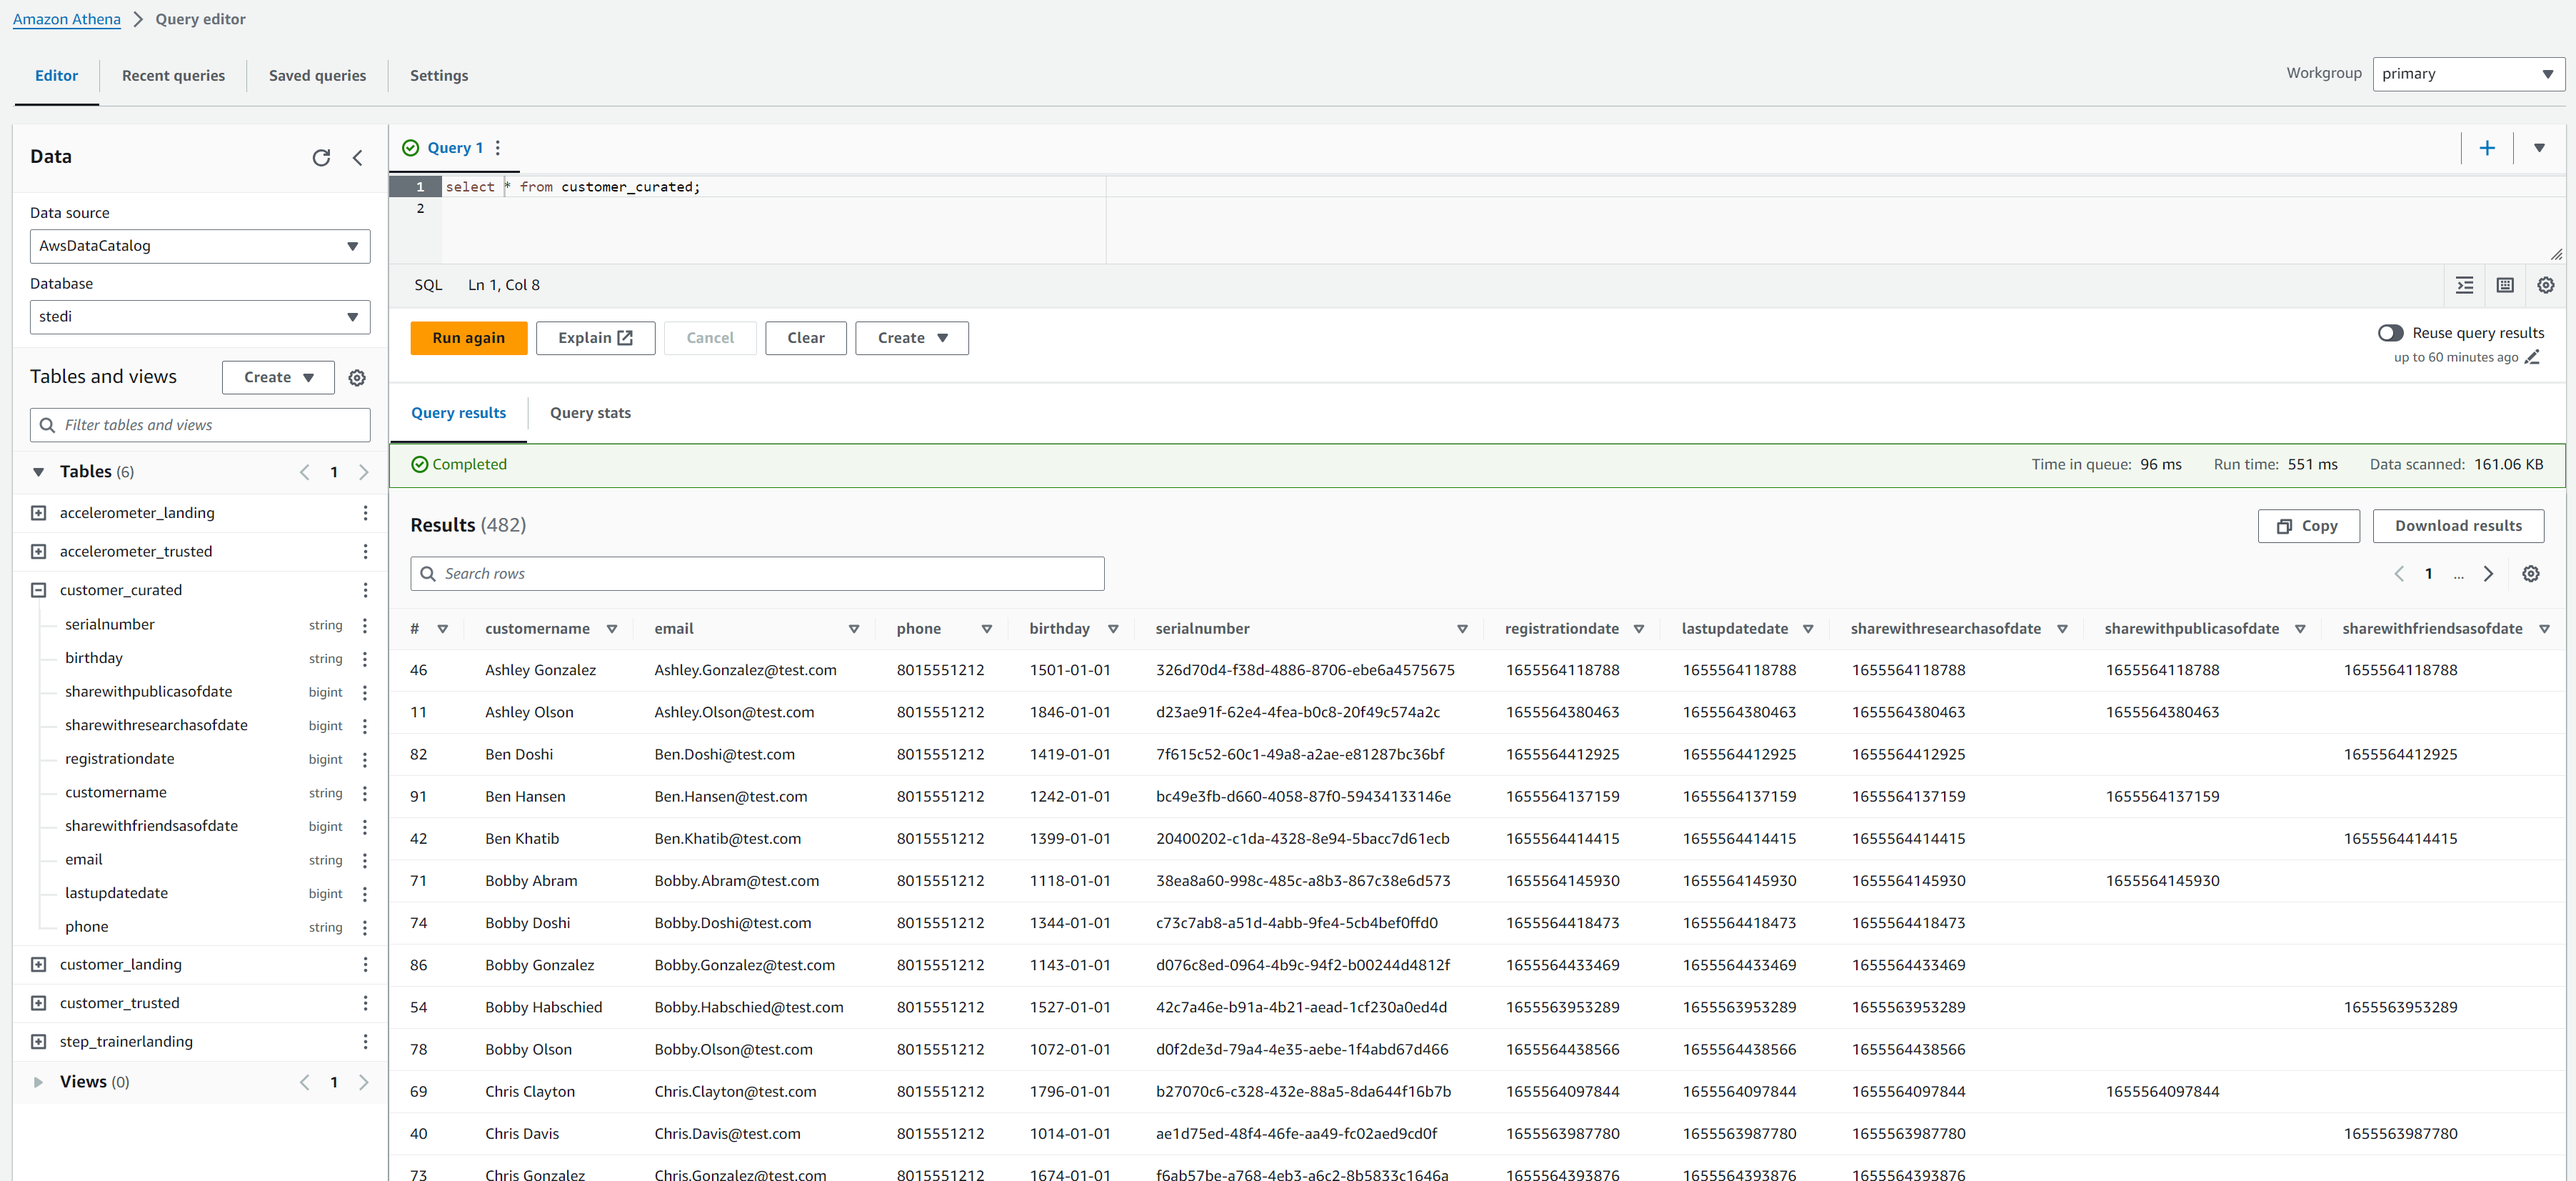 Amazon Athena > Query editor
Editor Recent queries Saved queries Settings
Workgroup primary
Data
Data source
AwsDataCatalog
Database
stedi
Tables and views Create
Filter tables and views
Tables (6) < 1 >
accelerometer_landing
accelerometer_trusted
customer_curated
serialnumber string
birthday string
sharewithpublicasofdate bigint
sharewithresearchasofdate bigint
registrationdate bigint
customername string
sharewithfriendsasofdate bigint
email string
lastupdatedate bigint
phone string
customer_landing
customer_trusted
step_trainerlanding
Views (0) < 1 >
Query 1
1 select * from customer_curated;
2
SQL Ln 1, Col 8
Run again Explain Cancel Clear Create
Reuse query results
up to 60 minutes ago
Query results Query stats
Completed Time in queue: 96 ms Run time: 551 ms Data scanned: 161.06 KB
Results (482) Copy Download results
Search rows < 1 ... >
# customername email phone birthday serialnumber registrationdate lastupdatedate sharewithresearchasofdate sharewithpublicasofdate sharewithfriendsasofdate
46 Ashley Gonzalez Ashley.Gonzalez@test.com 8015551212 1501-01-01 326d70d4-f38d-4886-8706-ebe6a4575675 1655564118788 1655564118788 1655564118788 1655564118788 1655564118788
11 Ashley Olson Ashley.Olson@test.com 8015551212 1846-01-01 d23ae91f-62e4-4fea-b0c8-20f49c574a2c 1655564380463 1655564380463 1655564380463 1655564380463
82 Ben Doshi Ben.Doshi@test.com 8015551212 1419-01-01 7f615c52-60c1-49a8-a2ae-e81287bc36bf 1655564412925 1655564412925 1655564412925 1655564412925
91 Ben Hansen Ben.Hansen@test.com 8015551212 1242-01-01 bc49e3fb-d660-4058-87f0-59434133146e 1655564137159 1655564137159 1655564137159 1655564137159
42 Ben Khatib Ben.Khatib@test.com 8015551212 1399-01-01 20400202-c1da-4328-8e94-5bacc7d61ecb 1655564414415 1655564414415 1655564414415 1655564414415
71 Bobby Abram Bobby.Abram@test.com 8015551212 1118-01-01 38ea8a60-998c-485c-a8b3-867c38e6d573 1655564145930 1655564145930 1655564145930 1655564145930
74 Bobby Doshi Bobby.Doshi@test.com 8015551212 1344-01-01 c73c7ab8-a51d-4abb-9fe4-5cb4bef0ffd0 1655564418473 1655564418473 1655564418473
86 Bobby Gonzalez Bobby.Gonzalez@test.com 8015551212 1143-01-01 d076c8ed-0964-4b9c-94f2-b00244d4812f 1655564433469 1655564433469 1655564433469
54 Bobby Habschied Bobby.Habschied@test.com 8015551212 1527-01-01 42c7a46e-b91a-4b21-aead-1cf230a0ed4d 1655563953289 1655563953289 1655563953289 1655563953289
78 Bobby Olson Bobby.Olson@test.com 8015551212 1072-01-01 d0f2de3d-79a4-4e35-aebe-1f4abd67d466 1655564438566 1655564438566 1655564438566
69 Chris Clayton Chris.Clayton@test.com 8015551212 1796-01-01 b27070c6-c328-432e-88a5-8da644f16b7b 1655564097844 1655564097844 1655564097844 1655564097844
40 Chris Davis Chris.Davis@test.com 8015551212 1014-01-01 ae1d75ed-48f4-46fe-aa49-fc02aed9cd0f 1655563987780 1655563987780 1655563987780 1655563987780
73 Chris Gonzalez Chris.Gonzalez@test.com 8015551212 1674-01-01 f6ab57be-a768-4eb3-a6c2-8b5833c1646a 1655564393876 1655564393876 1655564393876